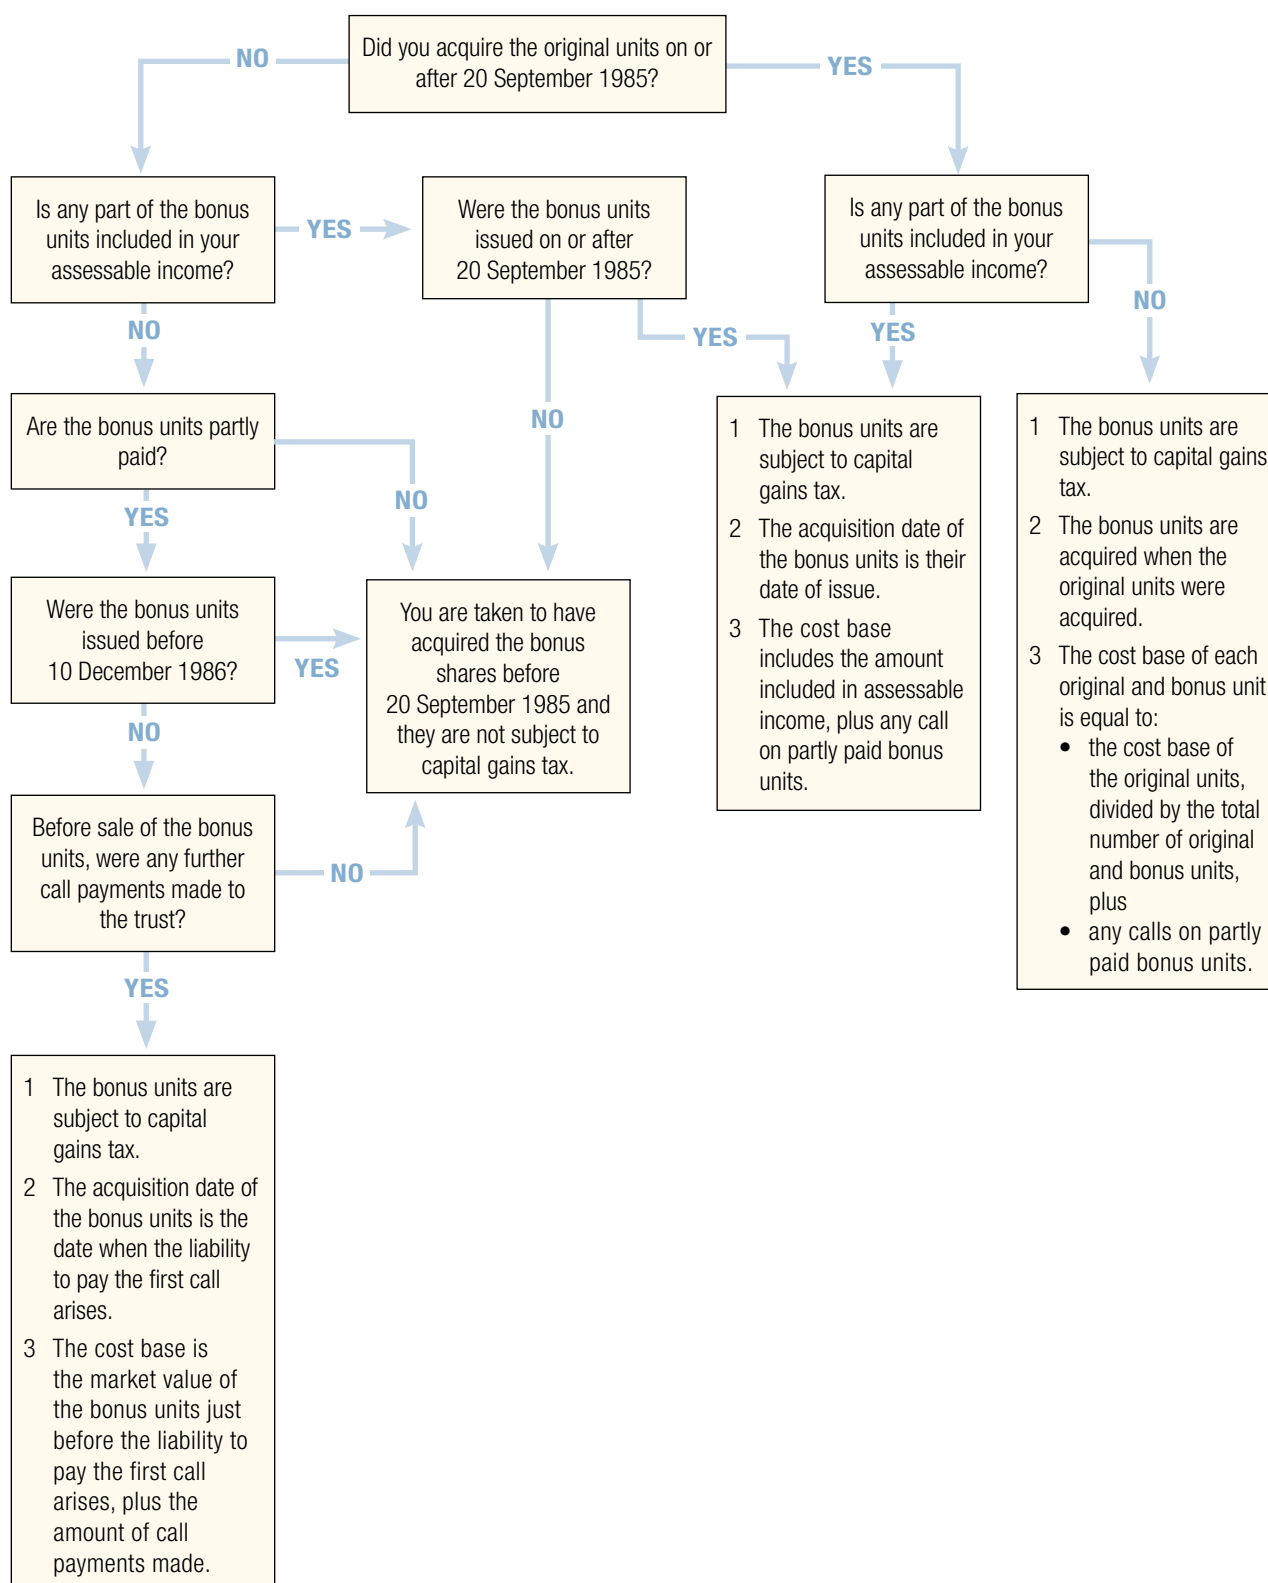 Did you acquire the original units on or
after 20 September 1985?
NO
YES
Is any part of the bonus
units included in your
assessable income?
YES
Were the bonus units
issued on or after
20 September 1985?
Is any part of the bonus
units included in your
assessable income?
NO
YES
YES
NO
NO
Are the bonus units partly
paid?
NO
YES
Were the bonus units
issued before
10 December 1986?
YES
You are taken to have
acquired the bonus
shares before
20 September 1985 and
they are not subject to
capital gains tax.
1 The bonus units are
subject to capital
gains tax.
2 The acquisition date of
the bonus units is their
date of issue.
3 The cost base
includes the amount
included in assessable
income, plus any call
on partly paid bonus
units.
1 The bonus units are
subject to capital gains
tax.
2 The bonus units are
acquired when the
original units were
acquired.
3 The cost base of each
original and bonus unit
is equal to:
• the cost base of
the original units,
divided by the total
number of original
and bonus units,
plus
• any calls on partly
paid bonus units.
NO
Before sale of the bonus
units, were any further
call payments made to
the trust?
NO
YES
1 The bonus units are
subject to capital
gains tax.
2 The acquisition date of
the bonus units is the
date when the liability
to pay the first call
arises.
3 The cost base is
the market value of
the bonus units just
before the liability to
pay the first call
arises, plus the
amount of call
payments made.